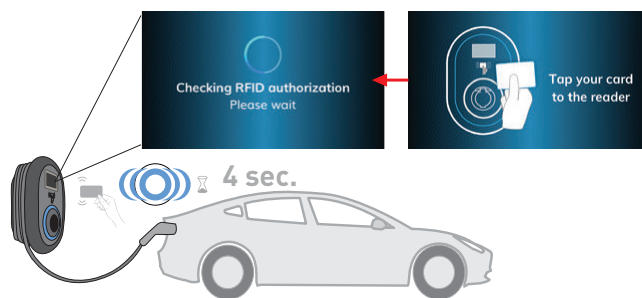 Checking RFID authorization
Please wait
Tap your card
to the reader
4 sec.